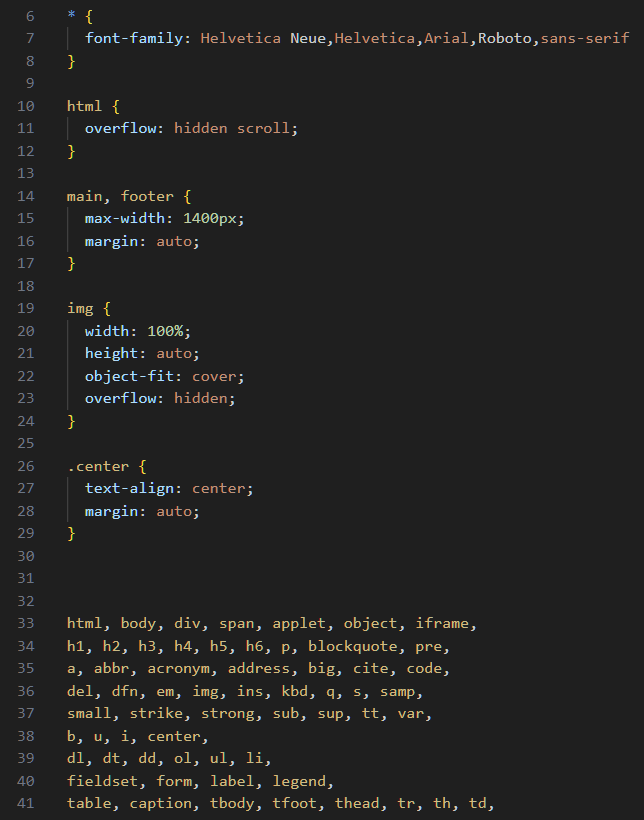 6 * {
7 font-family: Helvetica Neue,Helvetica,Arial,Roboto,sans-serif
8 }
9
10 html {
11 overflow: hidden scroll;
12 }
13
14 main, footer {
15 max-width: 1400px;
16 margin: auto;
17 }
18
19 img {
20 width: 100%;
21 height: auto;
22 object-fit: cover;
23 overflow: hidden;
24 }
25
26 .center {
27 text-align: center;
28 margin: auto;
29 }
30
31
32
33 html, body, div, span, applet, object, iframe,
34 h1, h2, h3, h4, h5, h6, p, blockquote, pre,
35 a, abbr, acronym, address, big, cite, code,
36 del, dfn, em, img, ins, kbd, q, s, samp,
37 small, strike, strong, sub, sup, tt, var,
38 b, u, i, center,
39 dl, dt, dd, ol, ul, li,
40 fieldset, form, label, legend,
41 table, caption, tbody, tfoot, thead, tr, th, td,